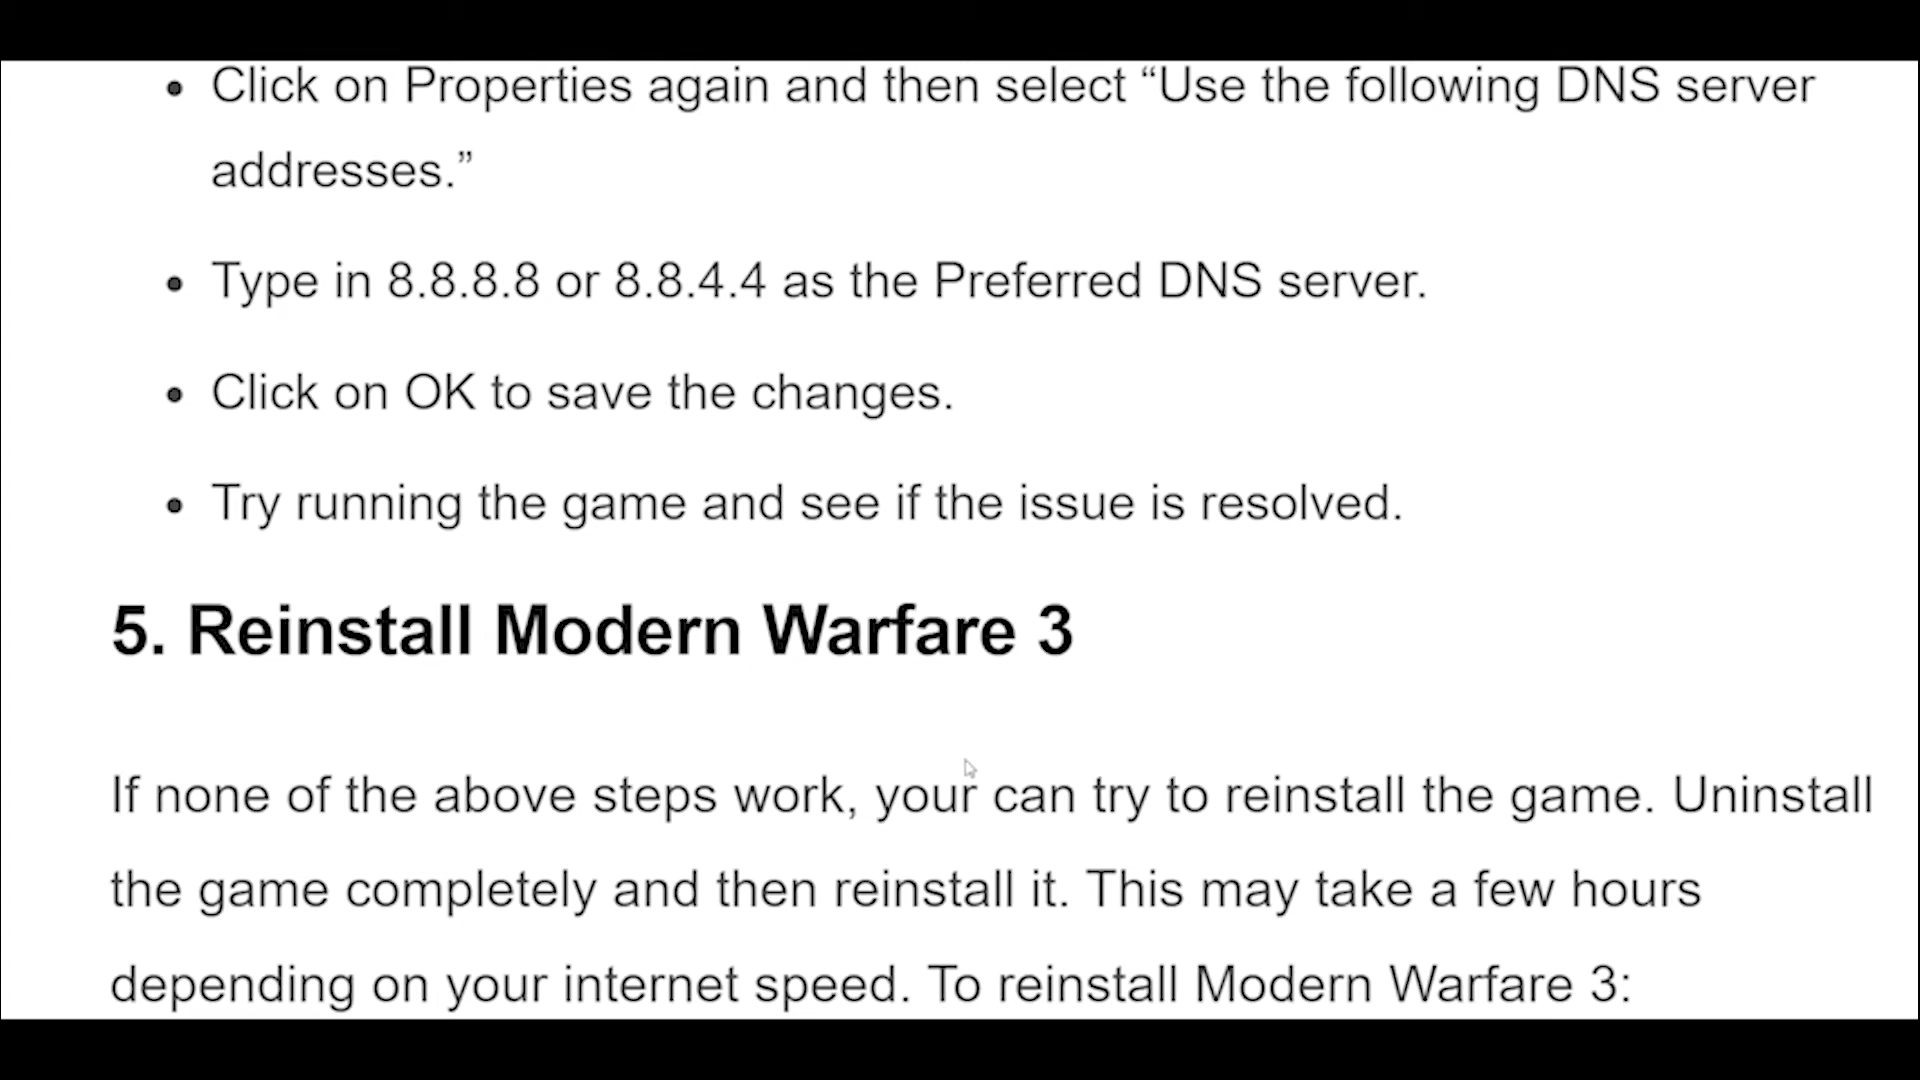 • Click on Properties again and then select “Use the following DNS server
addresses.”
• Type in 8.8.8.8 or 8.8.4.4 as the Preferred DNS server.
• Click on OK to save the changes.
• Try running the game and see if the issue is resolved.
5. Reinstall Modern Warfare 3
If none of the above steps work, your can try to reinstall the game. Uninstall
the game completely and then reinstall it. This may take a few hours
depending on your internet speed. To reinstall Modern Warfare 3: